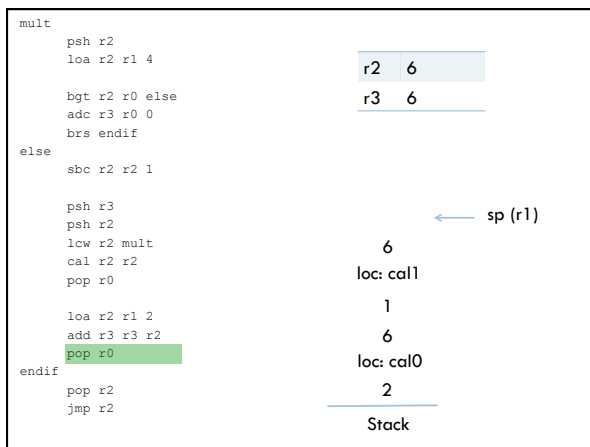 mult
psh r2
loa r2 r1 4
bgt r2 r0 else
adc r3 r0 0
brs endif
else
sbc r2 r2 1
psh r3
psh r2
lcw r2 mult
cal r2 r2
pop r0
loa r2 r1 2
add r3 r3 r2
pop r0
endif
pop r2
jmp r2
r2 6
r3 6
sp (r1)
6
loc: cal1
1
6
loc: cal0
2
Stack